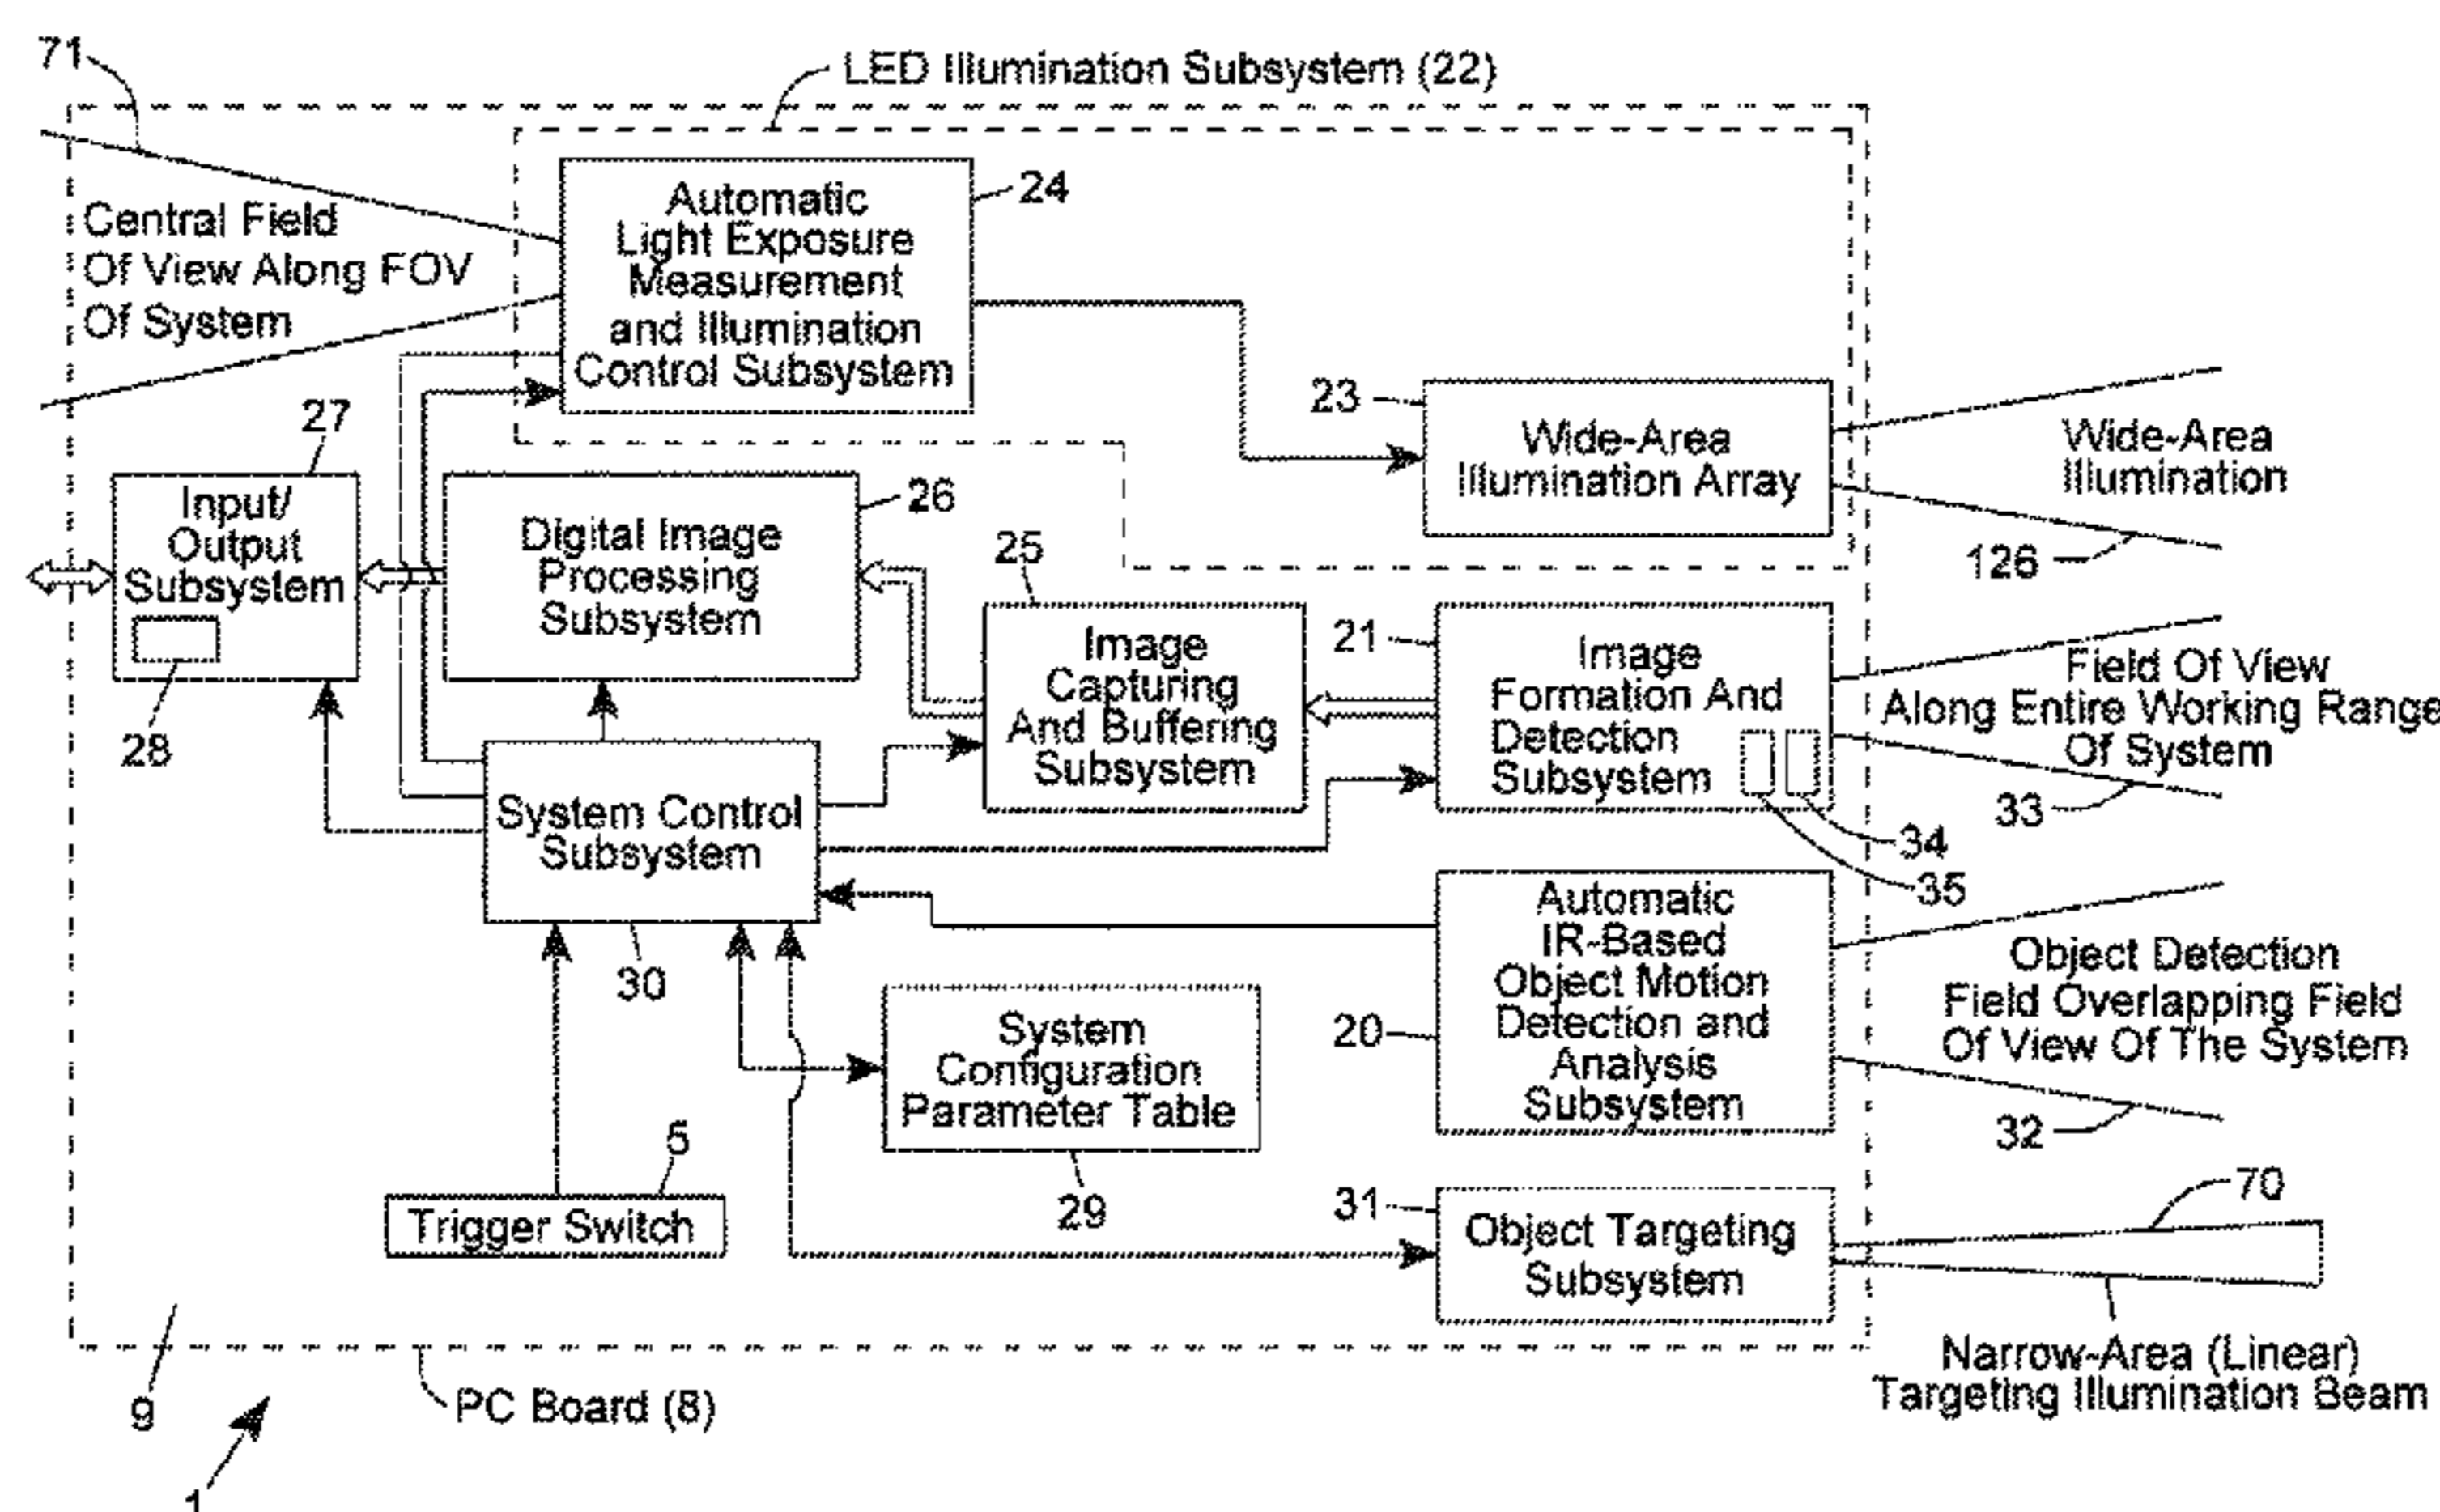 71
LED Illumination Subsystem (22)
Central Field
Of View Along FOV
Of System
Automatic
Light Exposure
Measurement
and Illumination
Control Subsystem
24
23
Wide-Area
Illumination Array
Wide-Area
Illumination
126
27
Input/
Output
Subsystem
28
Digital Image
Processing
Subsystem
26
25
Image
Capturing
And Buffering
Subsystem
21
Image
Formation And
Detection
Subsystem
Field Of View
Along Entire Working Range
Of System
33
34
35
System Control
Subsystem
30
Automatic
IR-Based
Object Motion
Detection and
Analysis
Subsystem
20
Object Detection
Field Overlapping Field
Of View Of The System
32
System
Configuration
Parameter Table
29
5
Trigger Switch
31
Object Targeting
Subsystem
70
Narrow-Area (Linear)
Targeting Illumination Beam
9
PC Board (8)
1